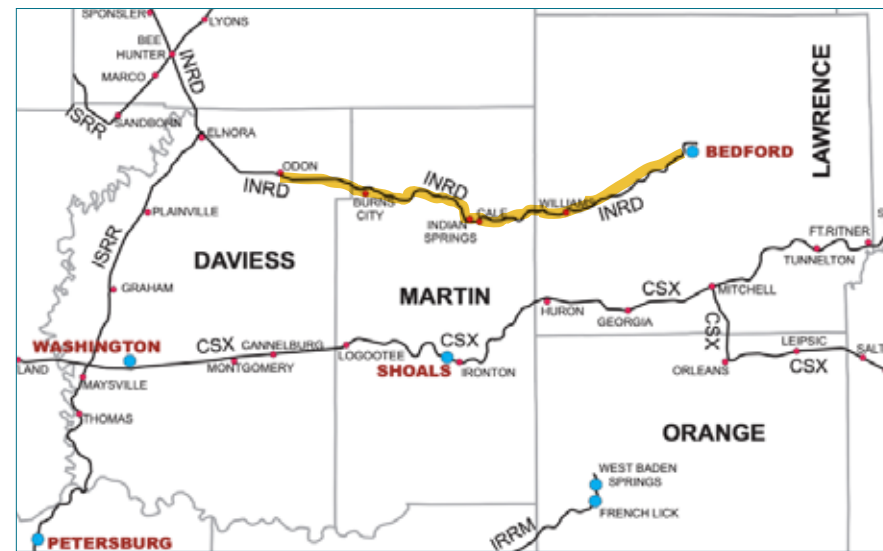 SPONSLER
LYONS
BEE
HUNTER
INRD
MARCO
ISRR
SANDBORN
ELNORA
ODON
INRD
BURNS
CITY
INRD
INDIAN
SPRINGS
CALE
WILLIAMS
INRD
BEDFORD
LAWRENCE
PLAINVILLE
ISRR
DAVIESS
GRAHAM
MARTIN
FT.RITNER
S
TUNNELTON
MITCHELL
CSX
HURON
GEORGIA
CSX
WASHINGTON
CSX
CANNELBURG
LOGOOTEE
CSX
LEIPSIC
SALT
LAND
MONTGOMERY
SHOALS
IRONTON
ORLEANS
CSX
MAYSVILLE
THOMAS
ORANGE
WEST BADEN
SPRINGS
FRENCH LICK
IRRM
PETERSBURG